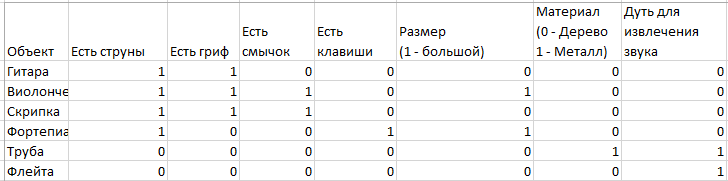 Объект Есть струны Есть гриф Есть смычок Есть клавиши Размер (1 - большой) Материал (0 - Дерево 1 - Металл) Дуть для извлечения звука
Гитара 1 1 0 0 0 0 0
Виолонче 1 1 1 0 1 0 0
Скрипка 1 1 1 0 0 0 0
Фортепиа 1 0 0 1 1 0 0
Труба 0 0 0 0 0 1 1
Флейта 0 0 0 0 0 0 1